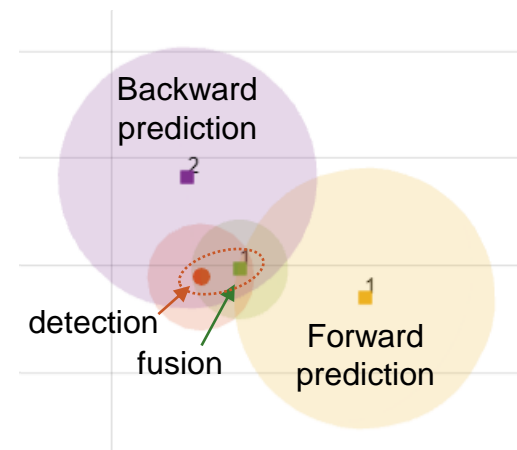 Backward
prediction
2
1
1
detection
fusion
Forward
prediction